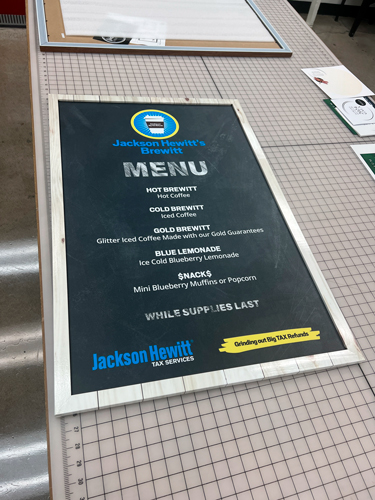 Jackson Hewitt's
Brewitt
MENU
HOT BREWITT
Hot Coffee
COLD BREWITT
Iced Coffee
GOLD BREWITT
Glitter Iced Coffee Made with our Gold Guarantees
BLUE LEMONADE
Ice Cold Blueberry Lemonade
$NACK$
Mini Blueberry Muffins or Popcorn
WHILE SUPPLIES LAST
Jackson Hewitt
TAX SERVICES
Grinding out Big TAX Refunds